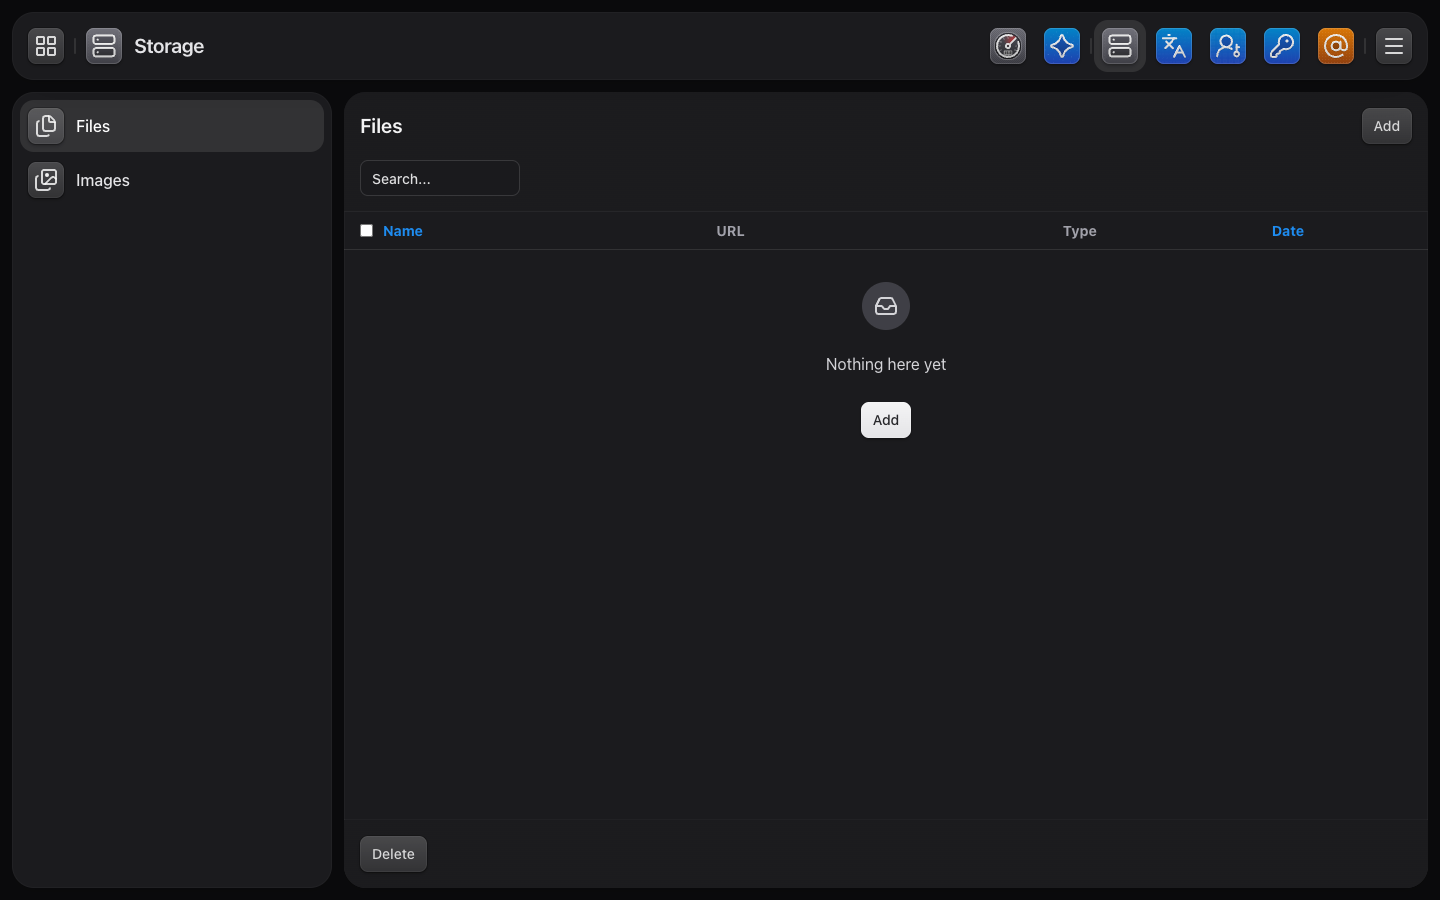 Storage
Files
Images
Files
Add
Search...
Name
URL
Type
Date
Nothing here yet
Add
Delete